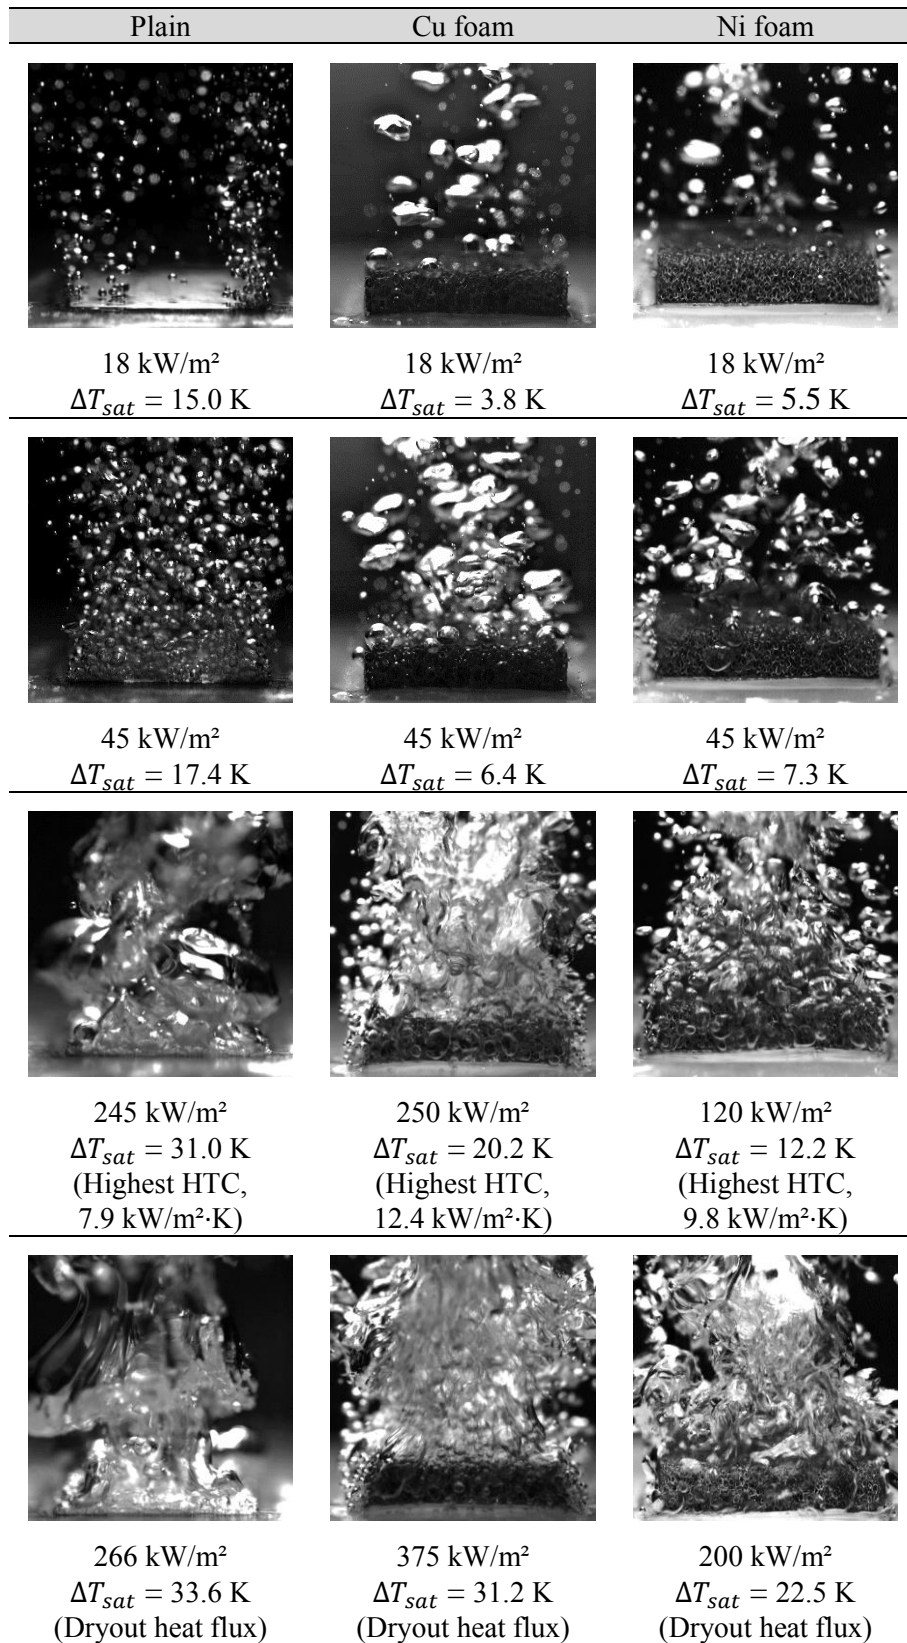 Plain Cu foam Ni foam
18 kW/m² 18 kW/m² 18 kW/m²
ΔT_sat = 15.0 K ΔT_sat = 3.8 K ΔT_sat = 5.5 K
45 kW/m² 45 kW/m² 45 kW/m²
ΔT_sat = 17.4 K ΔT_sat = 6.4 K ΔT_sat = 7.3 K
245 kW/m² 250 kW/m² 120 kW/m²
ΔT_sat = 31.0 K ΔT_sat = 20.2 K ΔT_sat = 12.2 K
(Highest HTC, (Highest HTC, (Highest HTC,
7.9 kW/m²·K) 12.4 kW/m²·K) 9.8 kW/m²·K)
266 kW/m² 375 kW/m² 200 kW/m²
ΔT_sat = 33.6 K ΔT_sat = 31.2 K ΔT_sat = 22.5 K
(Dryout heat flux) (Dryout heat flux) (Dryout heat flux)